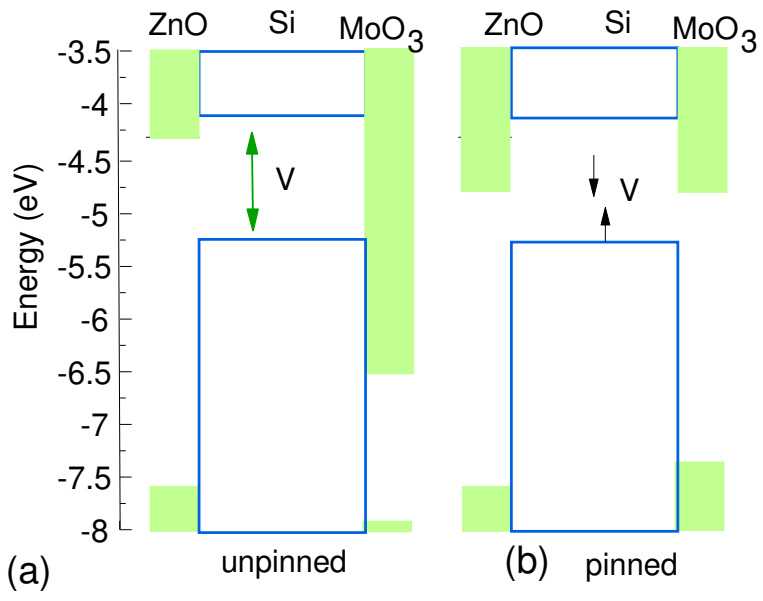 ZnO Si MoO3 ZnO Si MoO3
-3.5
-4
-4.5
V V
-5
-5.5
-6
-6.5
-7
-7.5
-8
Energy (eV)
(a) unpinned (b) pinned